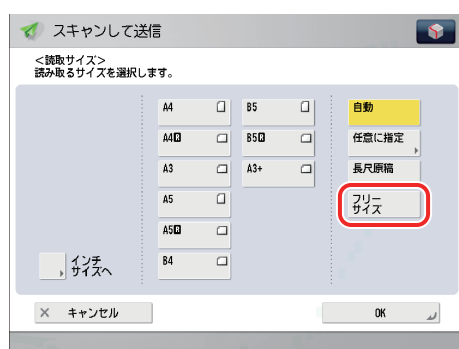 スキャンして送信
<読取サイズ>
読み取るサイズを選択します。
A4
B5
自動
A4R
B5R
任意に指定
A3
A3+
長尺原稿
A5
フリー
サイズ
A5R
B4
インチ
サイズへ
× キャンセル
OK